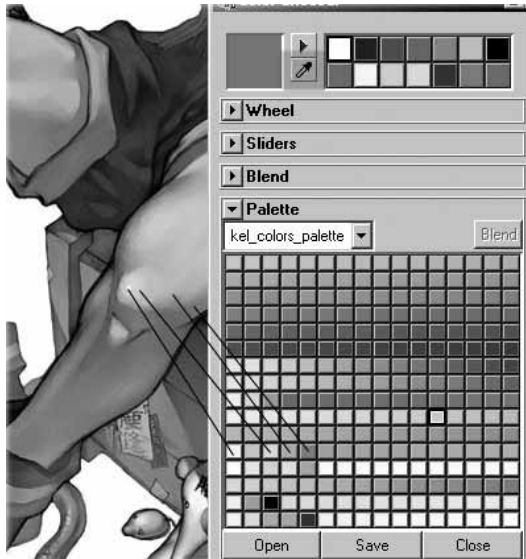 Wheel
Sliders
Blend
Palette
kel_colors_palette
Blend
Open
Save
Close